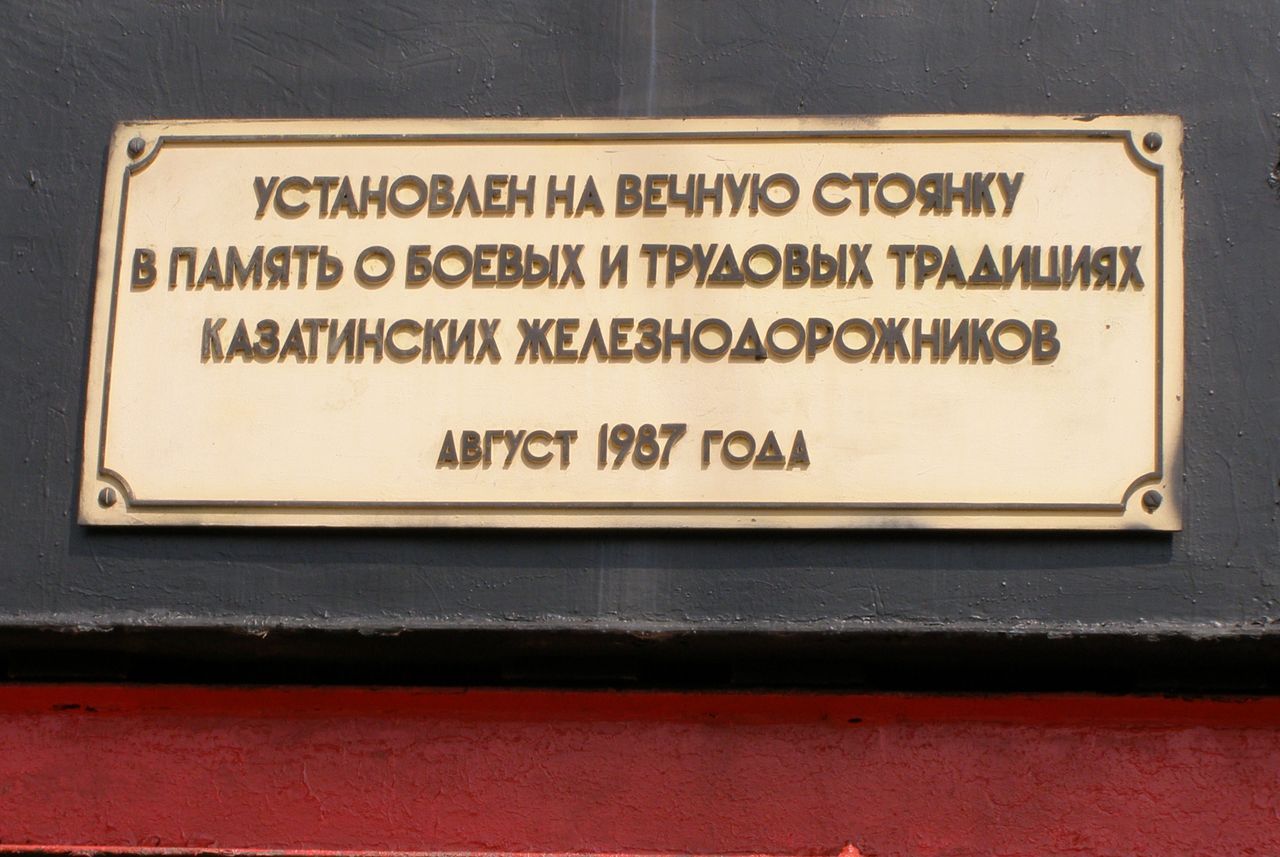 УСТАНОВЛЕН НА ВЕЧНУЮ СТОЯНКУ
В ПАМЯТЬ О БОЕВЫХ И ТРУДОВЫХ ТРАДИЦИЯХ
КАЗАТИНСКИХ ЖЕЛЕЗНОДОРОЖНИКОВ
АВГУСТ 1987 ГОДА